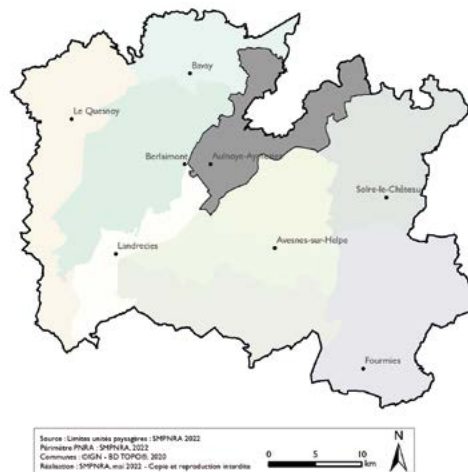 Bavay
Le Quesnoy
Berlaimont
Aulnoye-Aymeries
Solre-le-Château
Landrecies
Avesnes-sur-Helpe
Fourmies
Source : Limites unités paysagères : SMPNRA 2022
Périmètre PNRA : SMPNRA, 2022
Communes : ©IGN - BD TOPO®, 2020
Réalisation : SMPNRA, mai 2022 - Copie et reproduction interdite
0 5 10
km
N